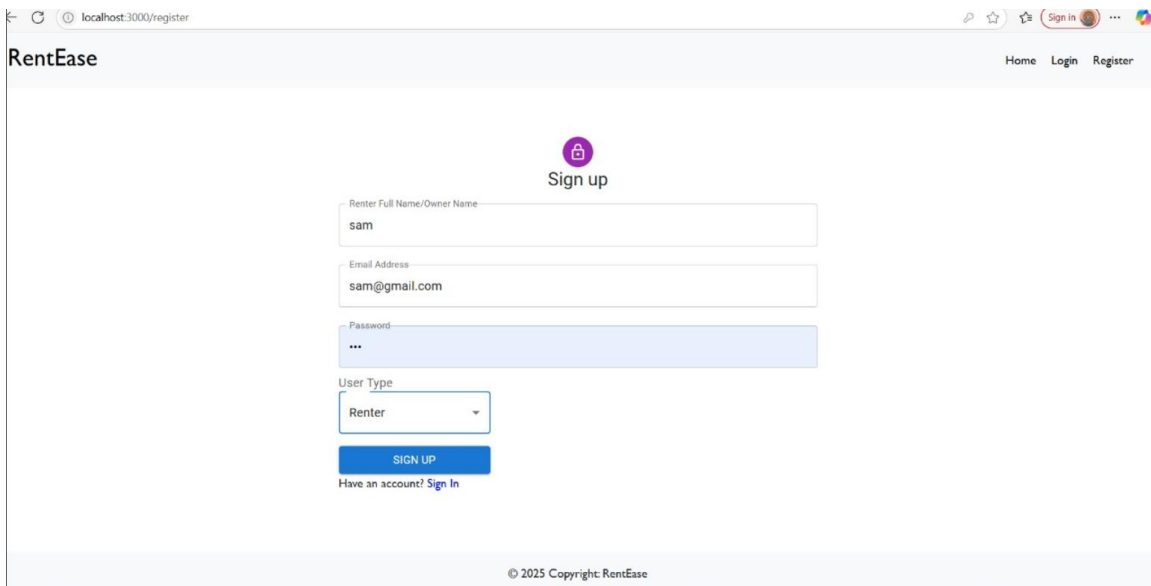 localhost:3000/register
Sign in
RentEase
Home Login Register
Sign up
Renter Full Name/Owner Name
sam
Email Address
sam@gmail.com
Password
•••
User Type
Renter
SIGN UP
Have an account? Sign In
© 2025 Copyright: RentEase